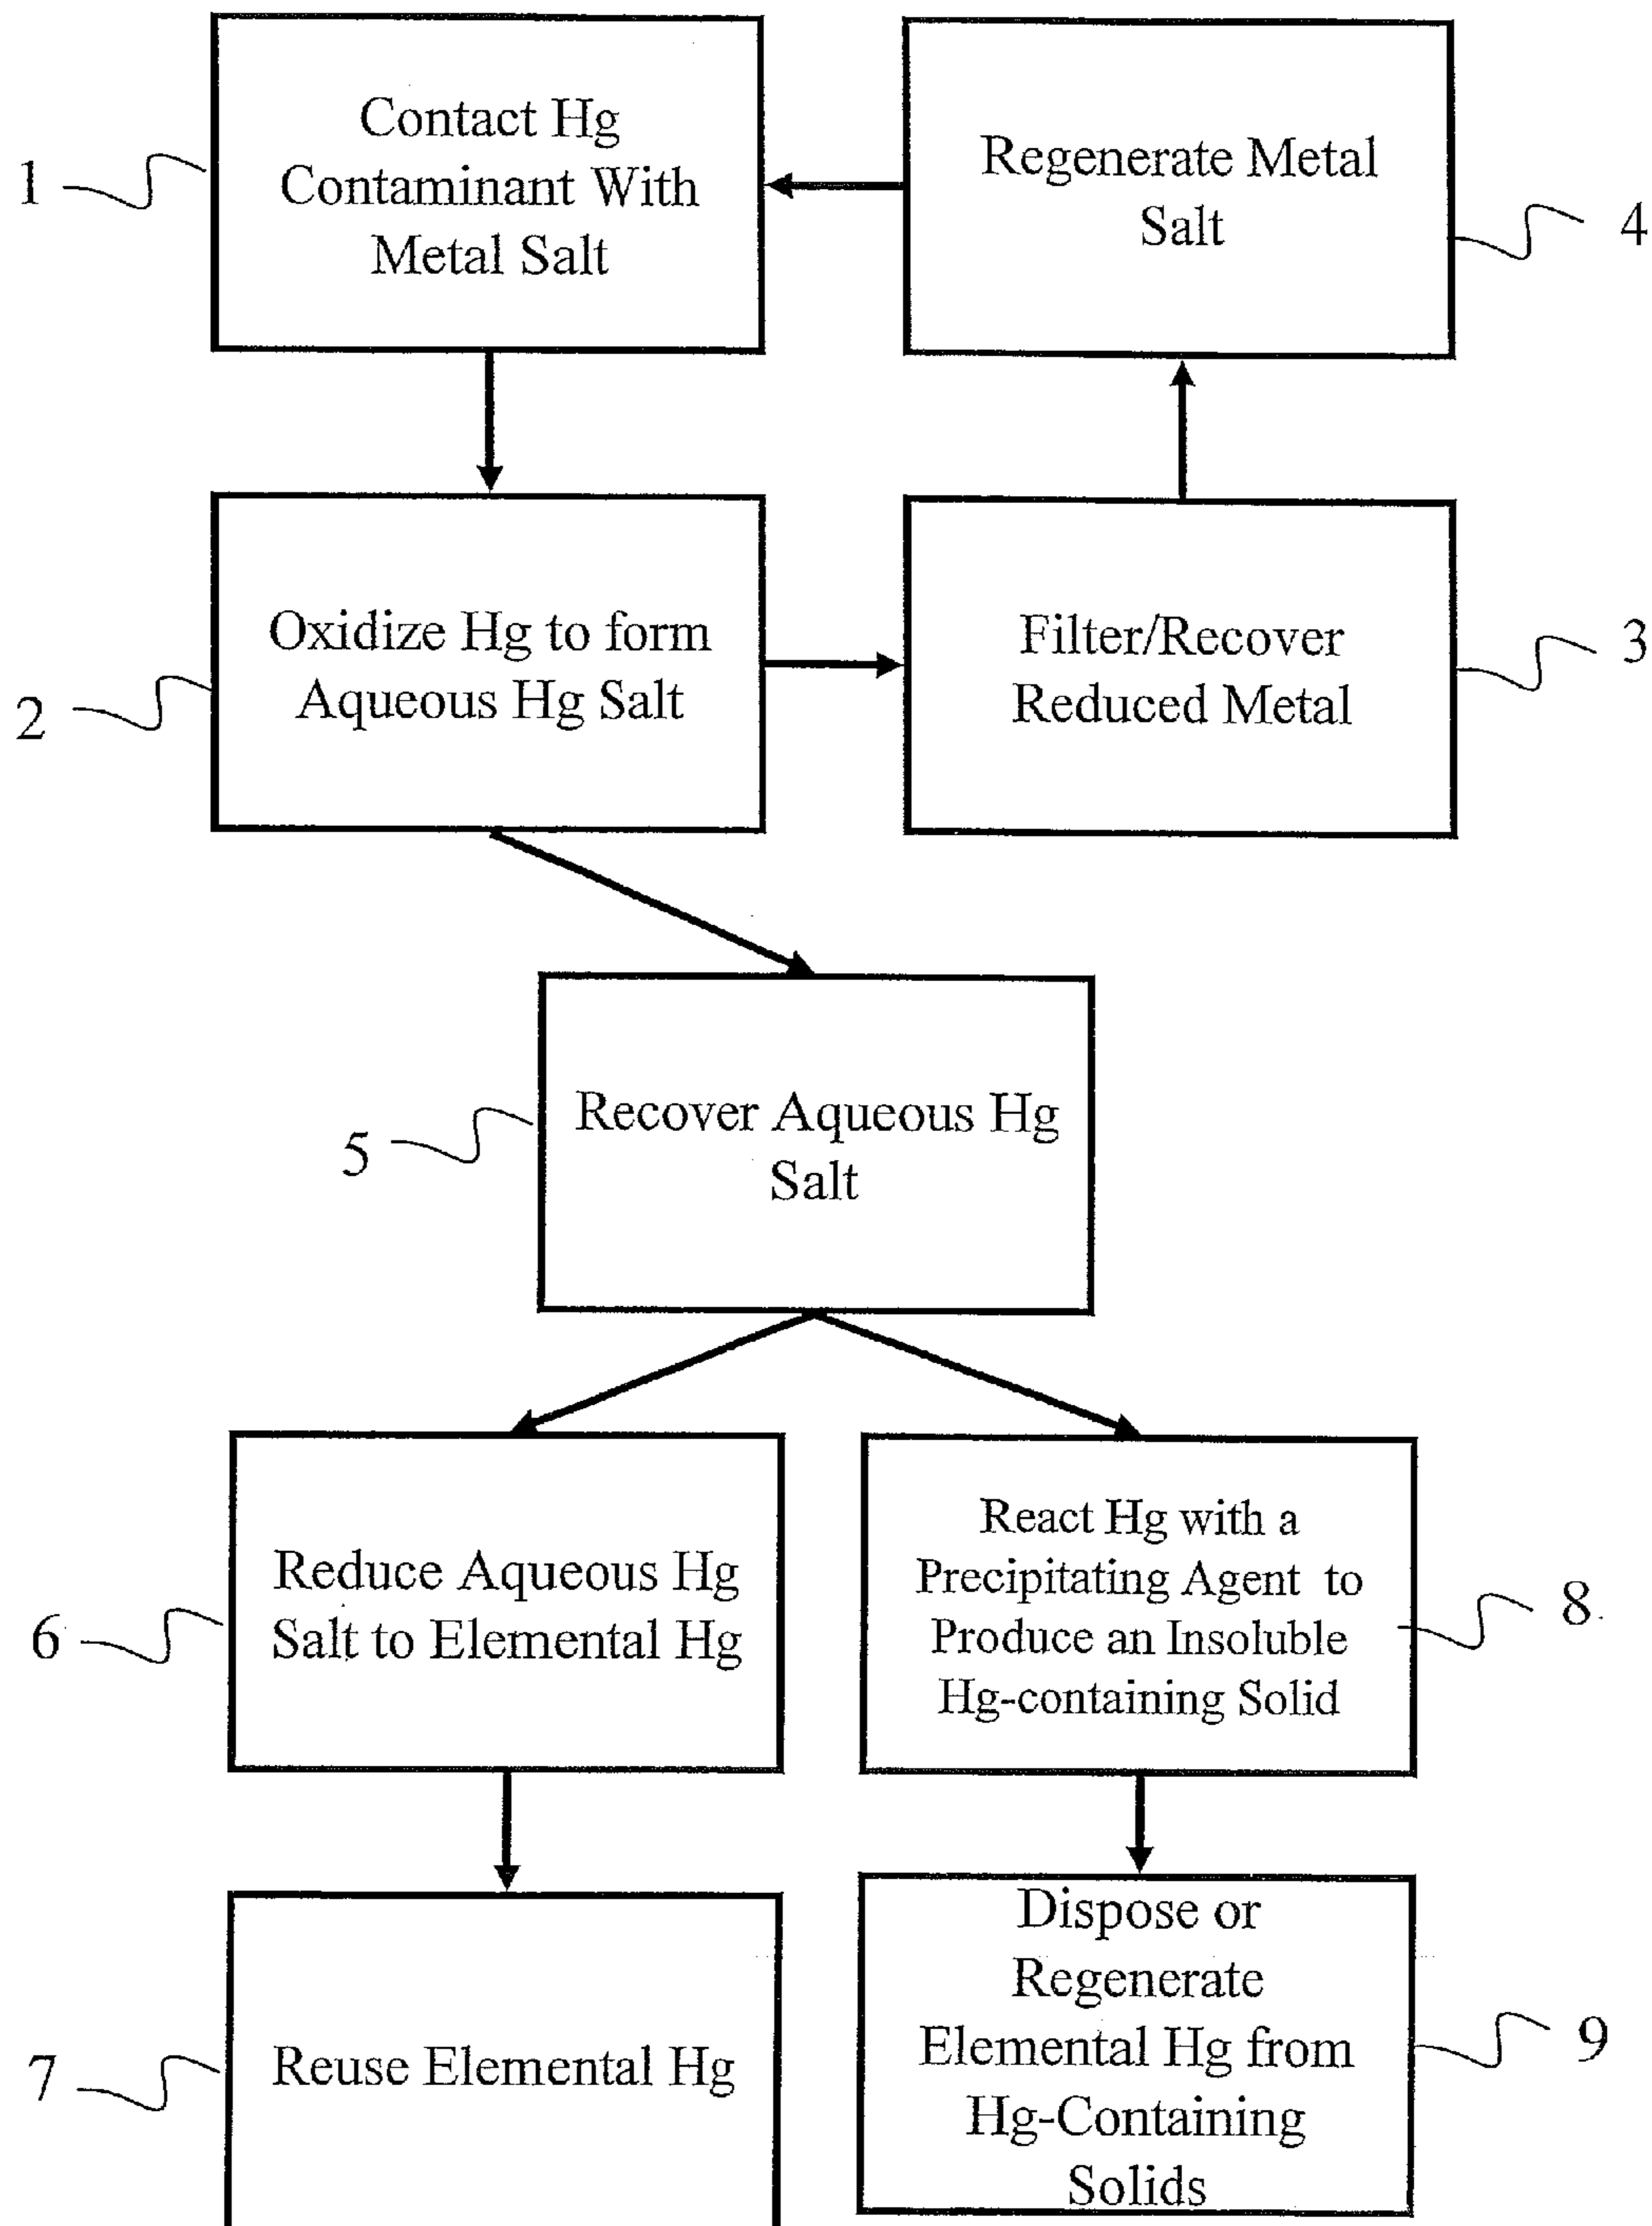 1
Contact Hg
Contaminant With
Metal Salt
Regenerate Metal
Salt
4
2
Oxidize Hg to form
Aqueous Hg Salt
Filter/Recover
Reduced Metal
3
5
Recover Aqueous Hg
Salt
6
Reduce Aqueous Hg
Salt to Elemental Hg
React Hg with a
Precipitating Agent to
Produce an Insoluble
Hg-containing Solid
8
7
Reuse Elemental Hg
Dispose or
Regenerate
Elemental Hg from
Hg-Containing
Solids
9